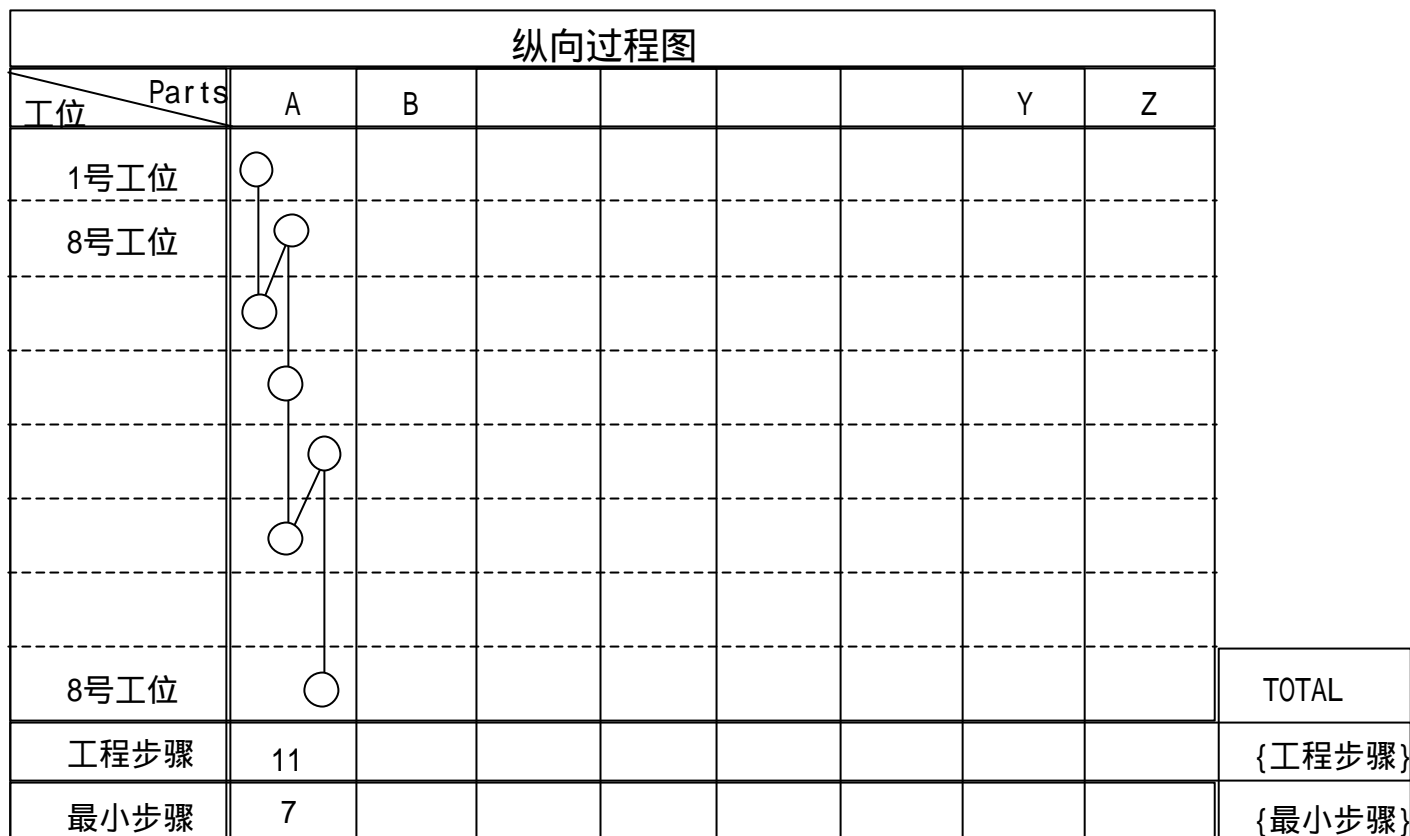 纵向过程图
Parts
工位 A B Y Z
1号工位
8号工位
8号工位 TOTAL
工程步骤 11 {工程步骤}
最小步骤 7 {最小步骤}